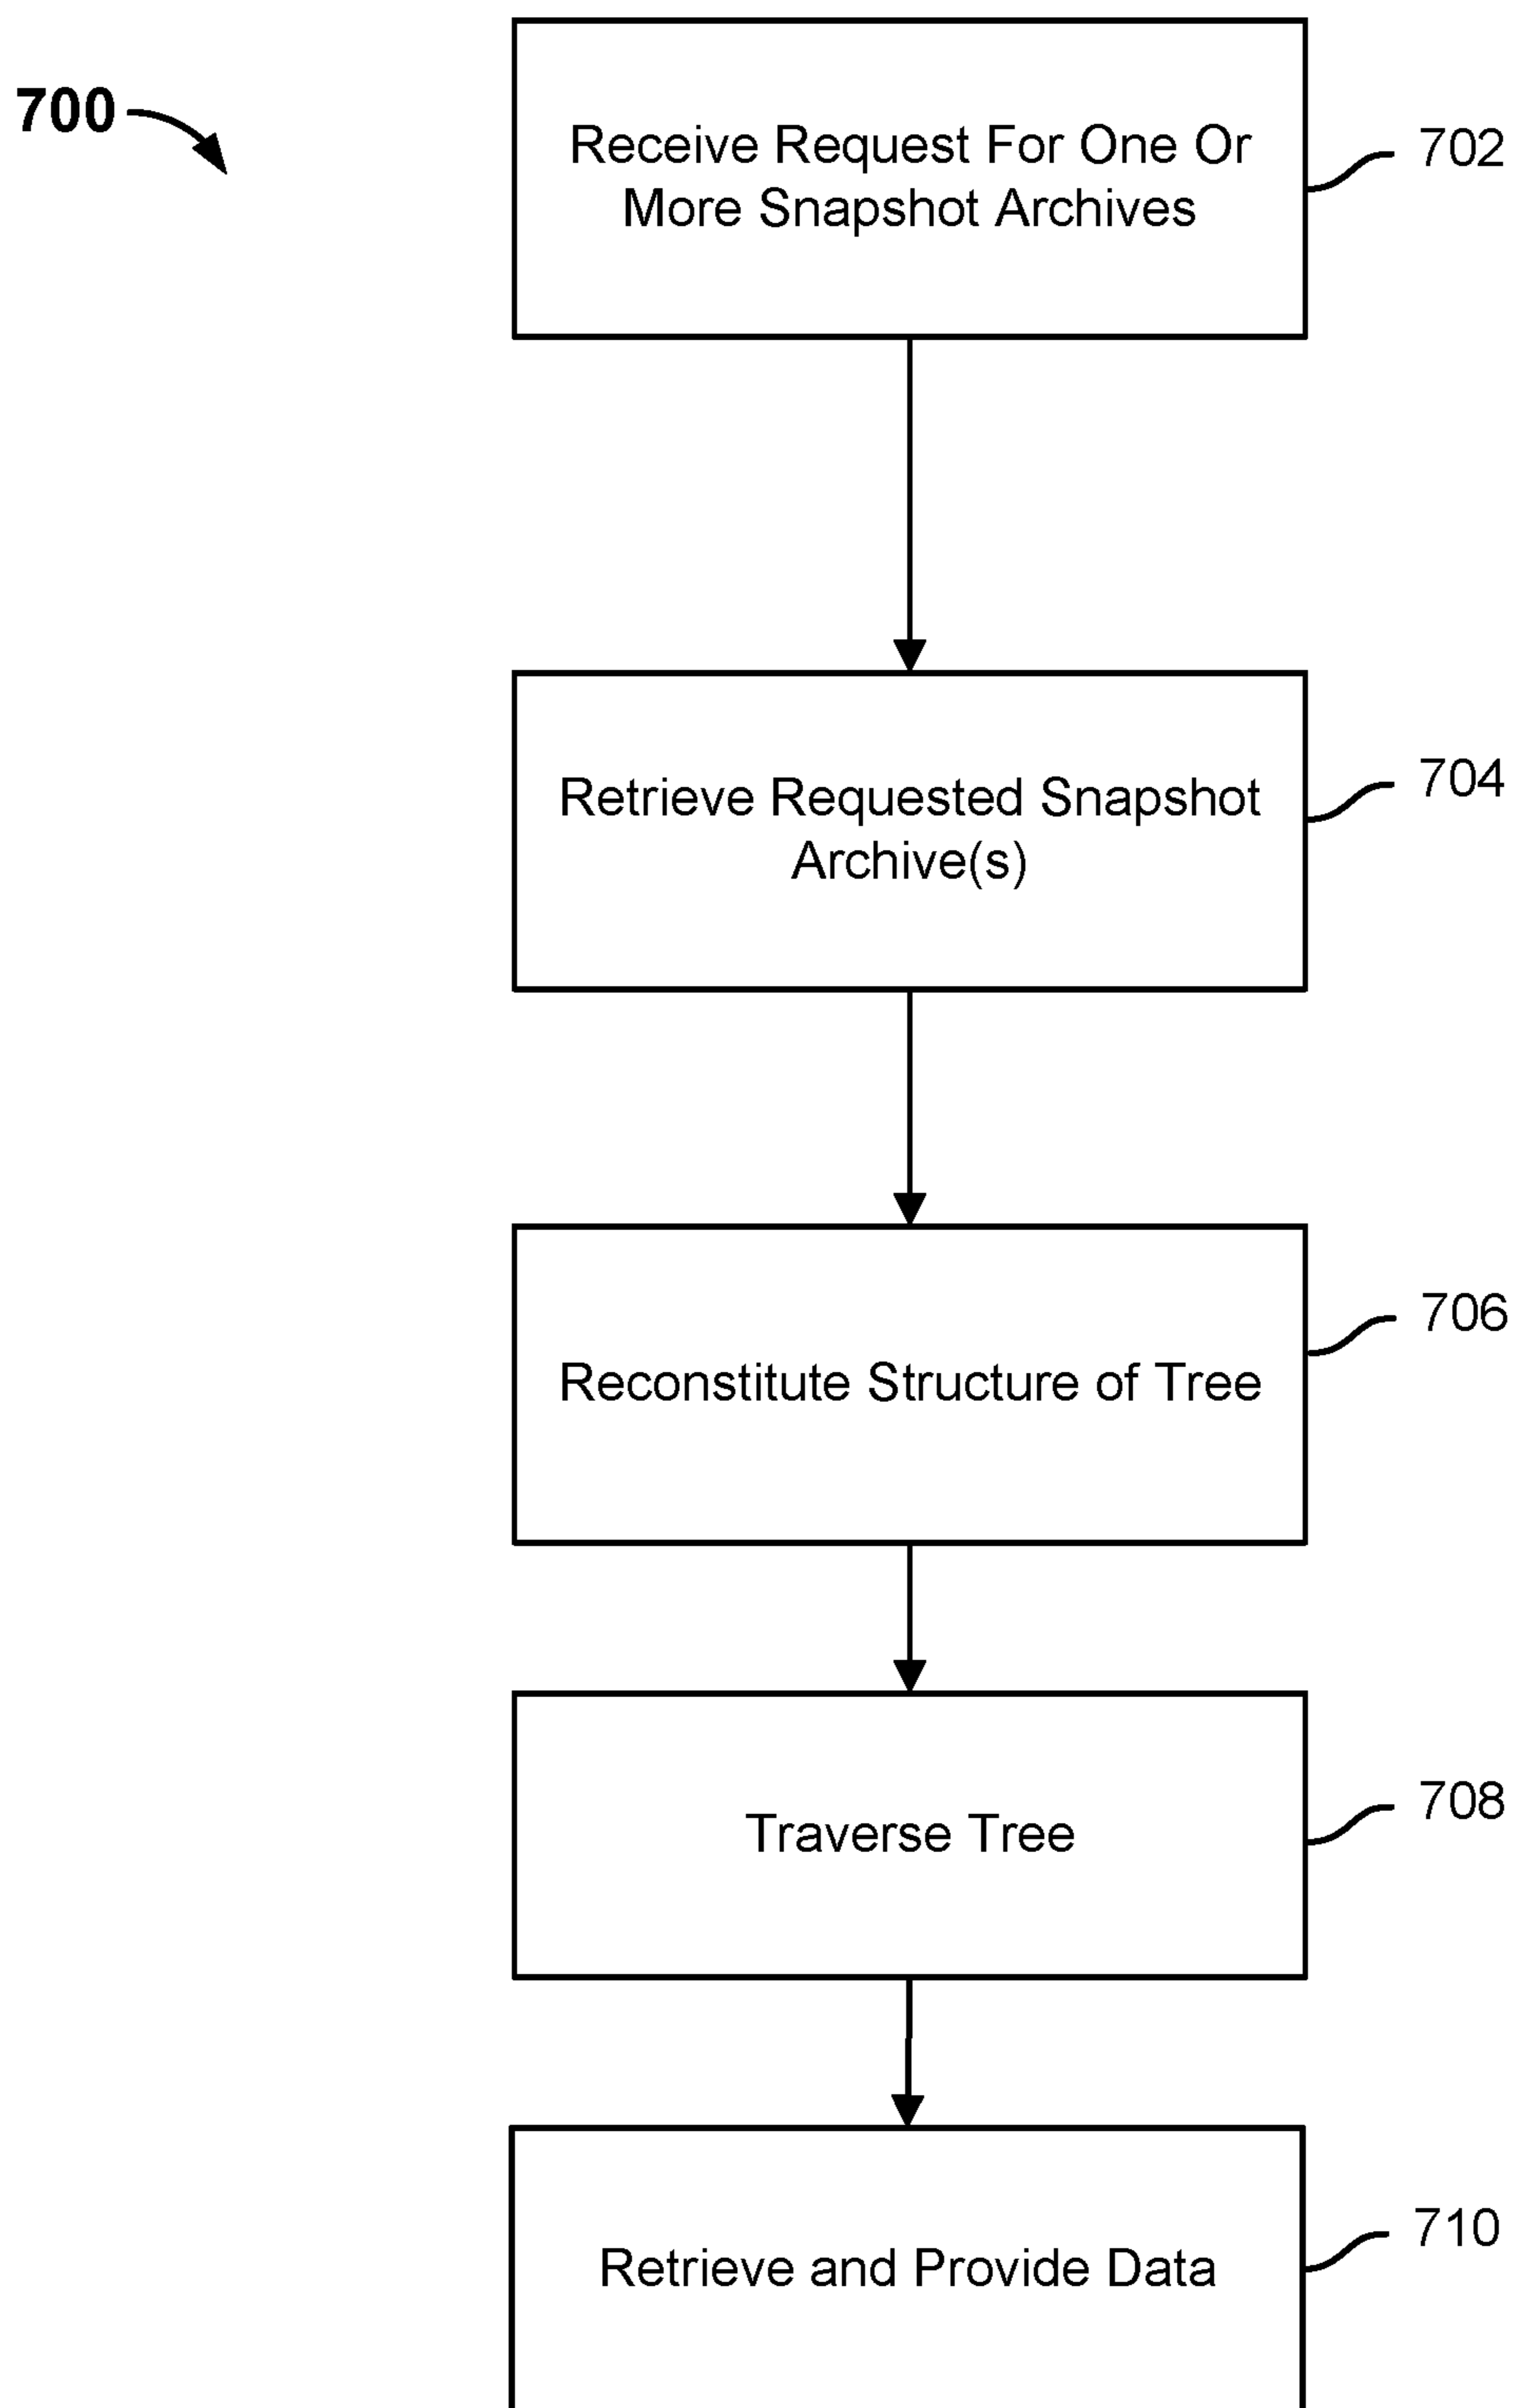 700
Receive Request For One Or
More Snapshot Archives
702
Retrieve Requested Snapshot
Archive(s)
704
Reconstitute Structure of Tree
706
Traverse Tree
708
Retrieve and Provide Data
710